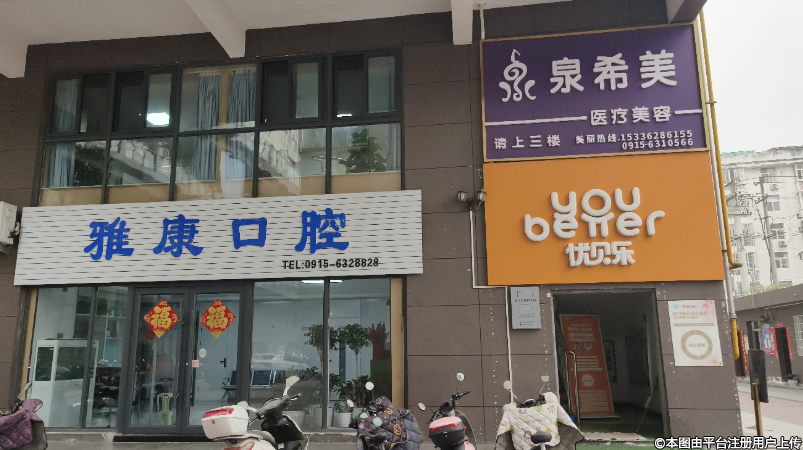 泉希美
医疗美容
请上三楼 美丽热线:15336286155
0915-6310566
you
better
优贝乐
雅康口腔
TEL:0915-6328828
福 福
©本图由平台注册用户上传